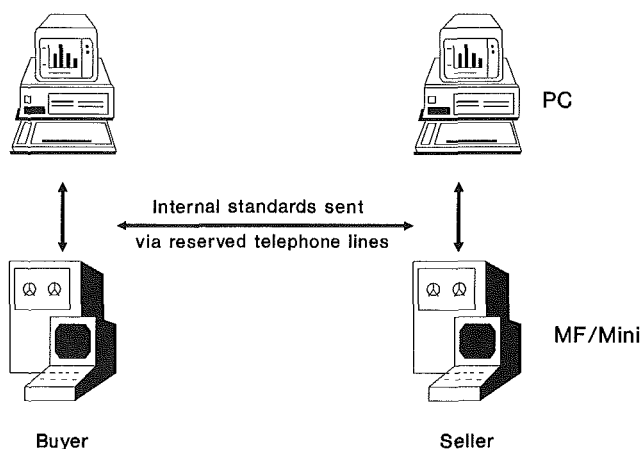 PC
Internal standards sent
via reserved telephone lines
MF/Mini
Buyer
Seller